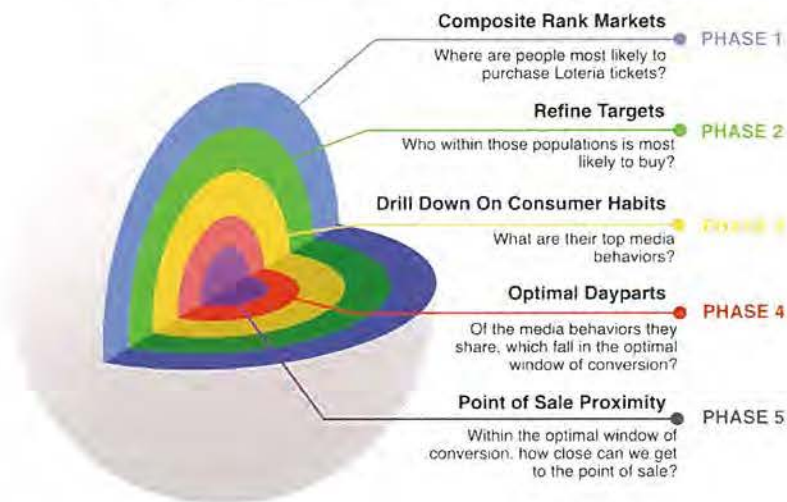 Composite Rank Markets
PHASE 1
Where are people most likely to
purchase Loteria tickets?
Refine Targets
PHASE 2
Who within those populations is most
likely to buy?
Drill Down On Consumer Habits
PHASE 3
What are their top media
behaviors?
Optimal Dayparts
PHASE 4
Of the media behaviors they
share, which fall in the optimal
window of conversion?
Point of Sale Proximity
PHASE 5
Within the optimal window of
conversion, how close can we get
to the point of sale?